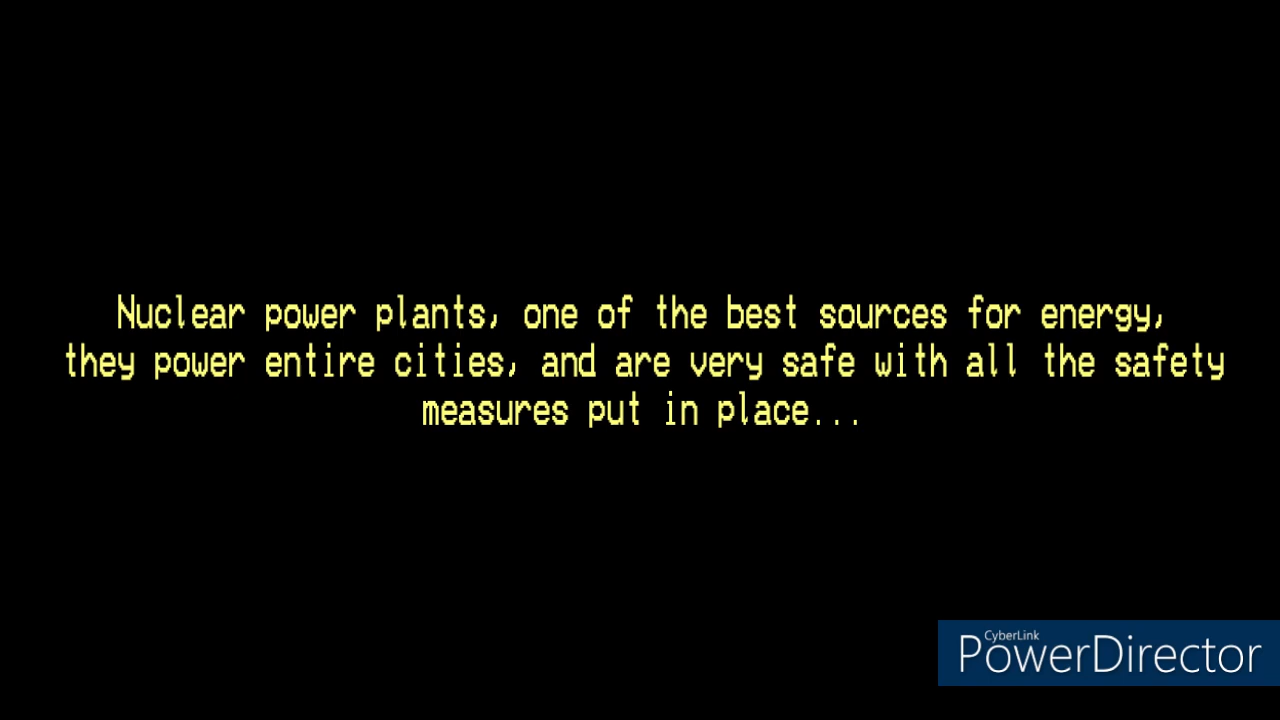 Nuclear power plants, one of the best sources for energy,
they power entire cities, and are very safe with all the safety
measures put in place...
CyberLink
PowerDirector